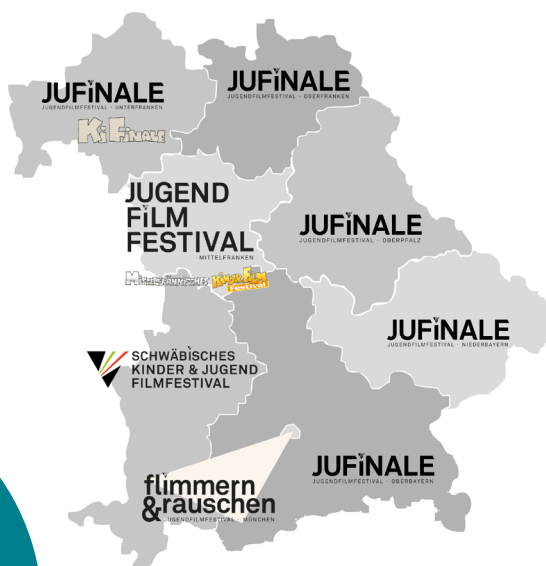 JUFINALE
JUGENDFILMFESTIVAL · UNTERFRANKEN
KiFINALE
JUFINALE
JUGENDFILMFESTIVAL · OBERFRANKEN
JUGEND
FILM
FESTIVAL
· MITTELFRANKEN
MITTELFRÄNKISCHES KINDERFILM
Festival
JUFINALE
JUGENDFILMFESTIVAL · OBERPFALZ
JUFINALE
JUGENDFILMFESTIVAL · NIEDERBAYERN
SCHWÄBISCHES
KINDER & JUGEND
FILMFESTIVAL
flimmern
&rauschen
JUGENDFILMFESTIVAL · MÜNCHEN
JUFINALE
JUGENDFILMFESTIVAL · OBERBAYERN